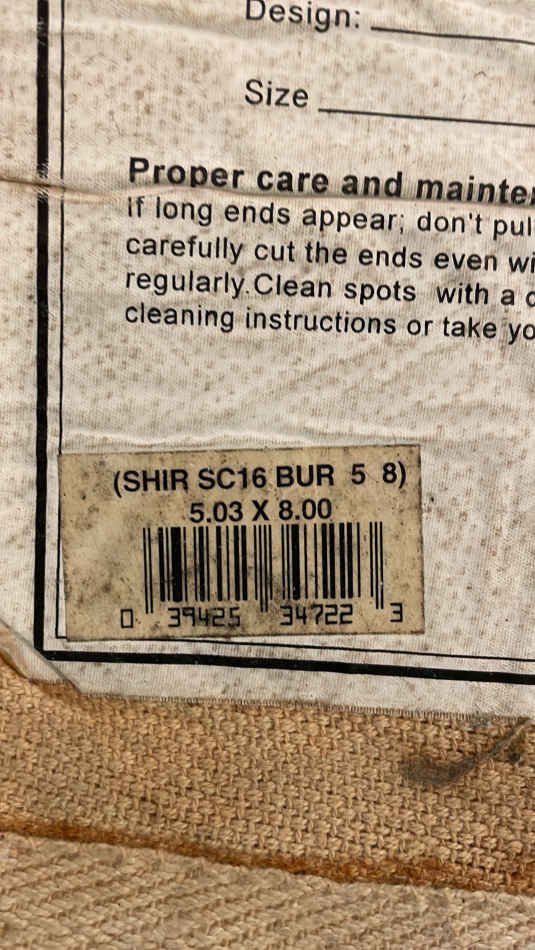 Design:
Size
Proper care and mainte
If long ends appear; don't pul
carefully cut the ends even wi
regularly.Clean spots with a
cleaning instructions or take yo
(SHIR SC16 BUR 5 8)
5.03 X 8.00
0 39425 34722 3